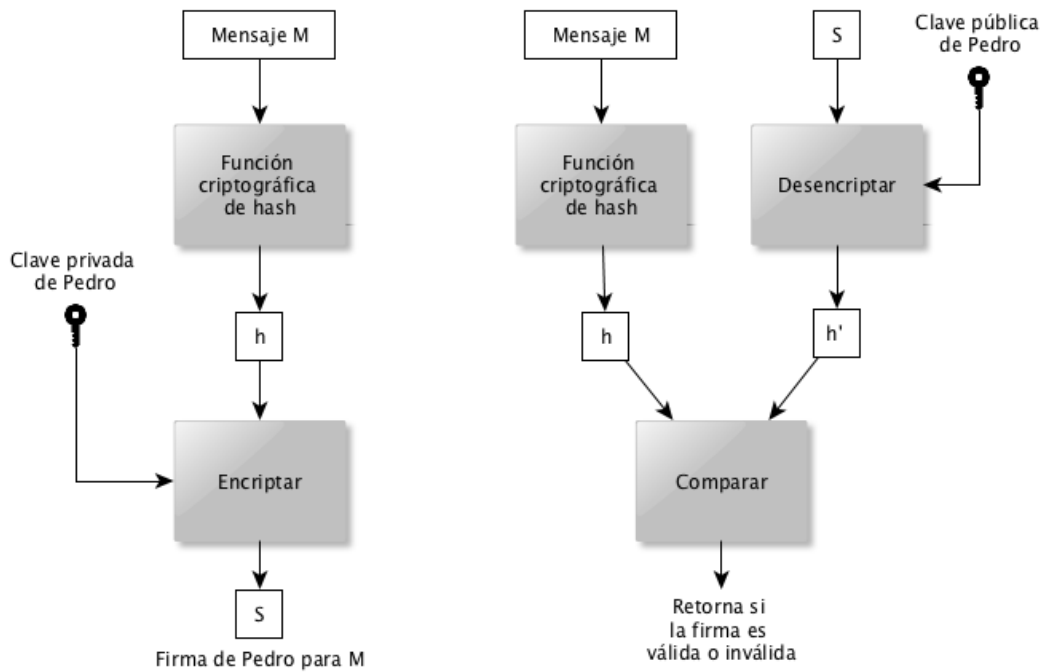 Mensaje M
Función
criptográfica
de hash
Clave privada
de Pedro
h
Encriptar
S
Firma de Pedro para M
Mensaje M
S
Clave pública
de Pedro
Función
criptográfica
de hash
Desencriptar
h
h'
Comparar
Retorna si
la firma es
válida o inválida